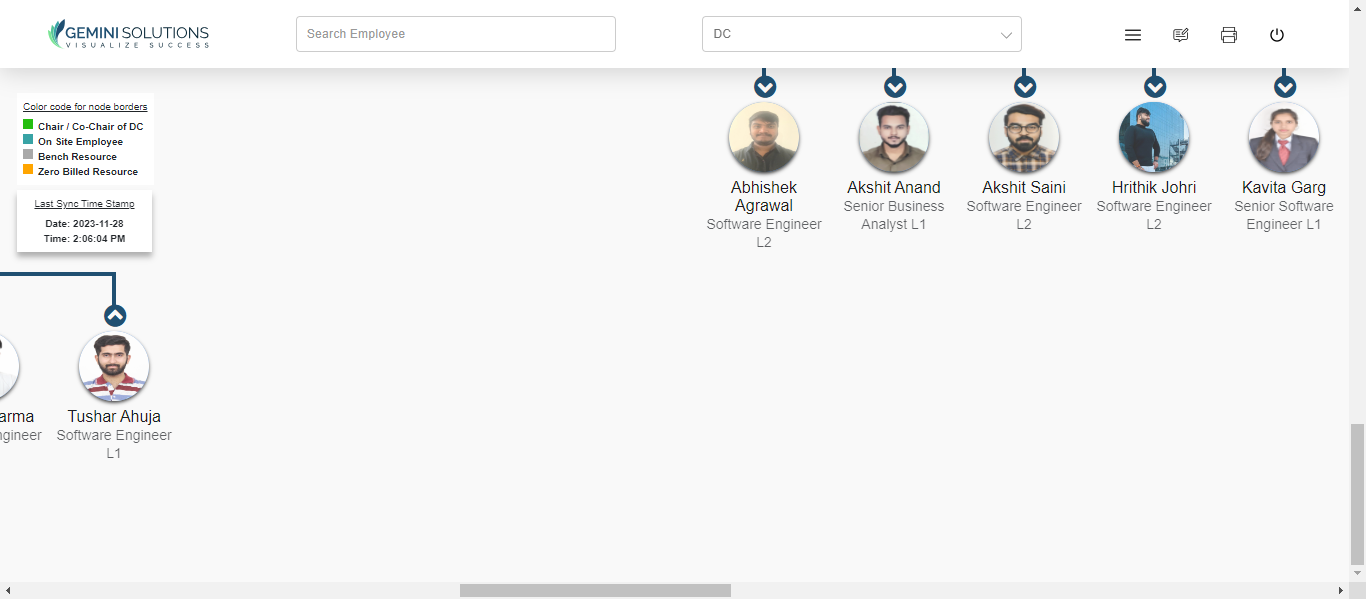 GEMINI SOLUTIONS
VISUALIZE SUCCESS
Search Employee
DC
Color code for node borders
Chair / Co-Chair of DC
On Site Employee
Bench Resource
Zero Billed Resource
Last Sync Time Stamp
Date: 2023-11-28
Time: 2:06:04 PM
Abhishek
Agrawal
Software Engineer
L2
Akshit Anand
Senior Business
Analyst L1
Akshit Saini
Software Engineer
L2
Hrithik Johri
Software Engineer
L2
Kavita Garg
Senior Software
Engineer L1
arma
ngineer
Tushar Ahuja
Software Engineer
L1